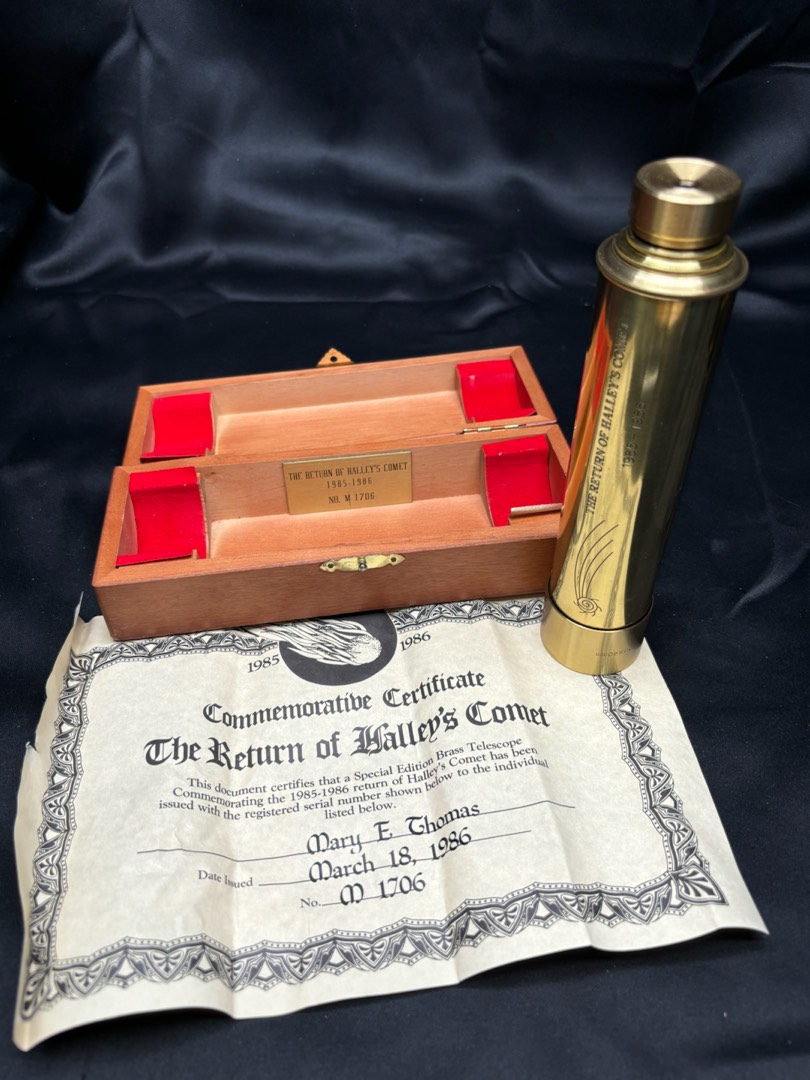 THE RETURN OF HALLEY'S COMET
1985-1986
NO. M 1706
THE RETURN OF HALLEY'S COMET
1985-1986
1985 1986
Commemorative Certificate
The Return of Halley's Comet
This document certifies that a Special Edition Brass Telescope
Commemorating the 1985-1986 return of Halley's Comet has been
issued with the registered serial number shown below to the individual
listed below.
Mary E. Thomas
Date Issued March 18, 1986
No. M 1706